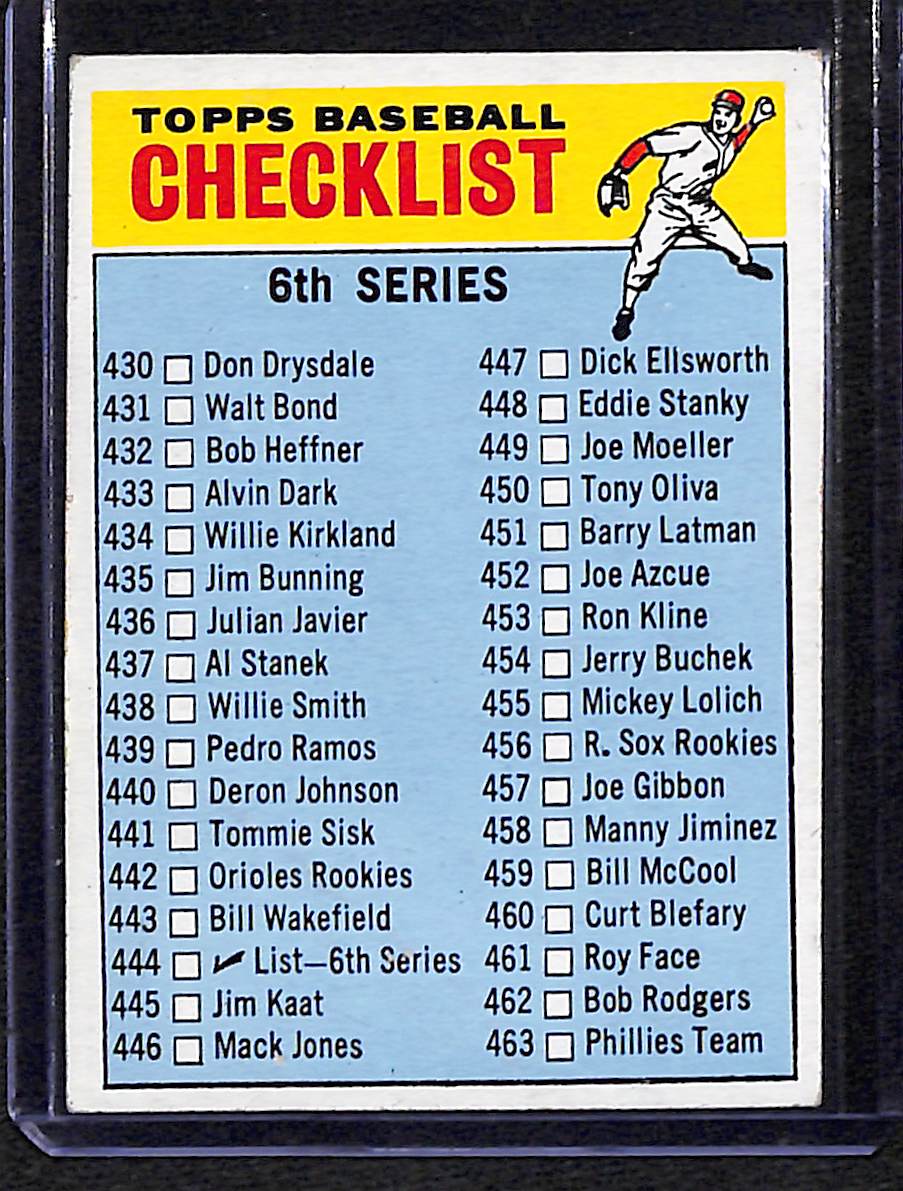 TOPPS BASEBALL
CHECKLIST
6th SERIES
430 Don Drysdale
431 Walt Bond
432 Bob Heffner
433 Alvin Dark
434 Willie Kirkland
435 Jim Bunning
436 Julian Javier
437 Al Stanek
438 Willie Smith
439 Pedro Ramos
440 Deron Johnson
441 Tommie Sisk
442 Orioles Rookies
443 Bill Wakefield
444 ✓ List–6th Series
445 Jim Kaat
446 Mack Jones
447 Dick Ellsworth
448 Eddie Stanky
449 Joe Moeller
450 Tony Oliva
451 Barry Latman
452 Joe Azcue
453 Ron Kline
454 Jerry Buchek
455 Mickey Lolich
456 R. Sox Rookies
457 Joe Gibbon
458 Manny Jiminez
459 Bill McCool
460 Curt Blefary
461 Roy Face
462 Bob Rodgers
463 Phillies Team